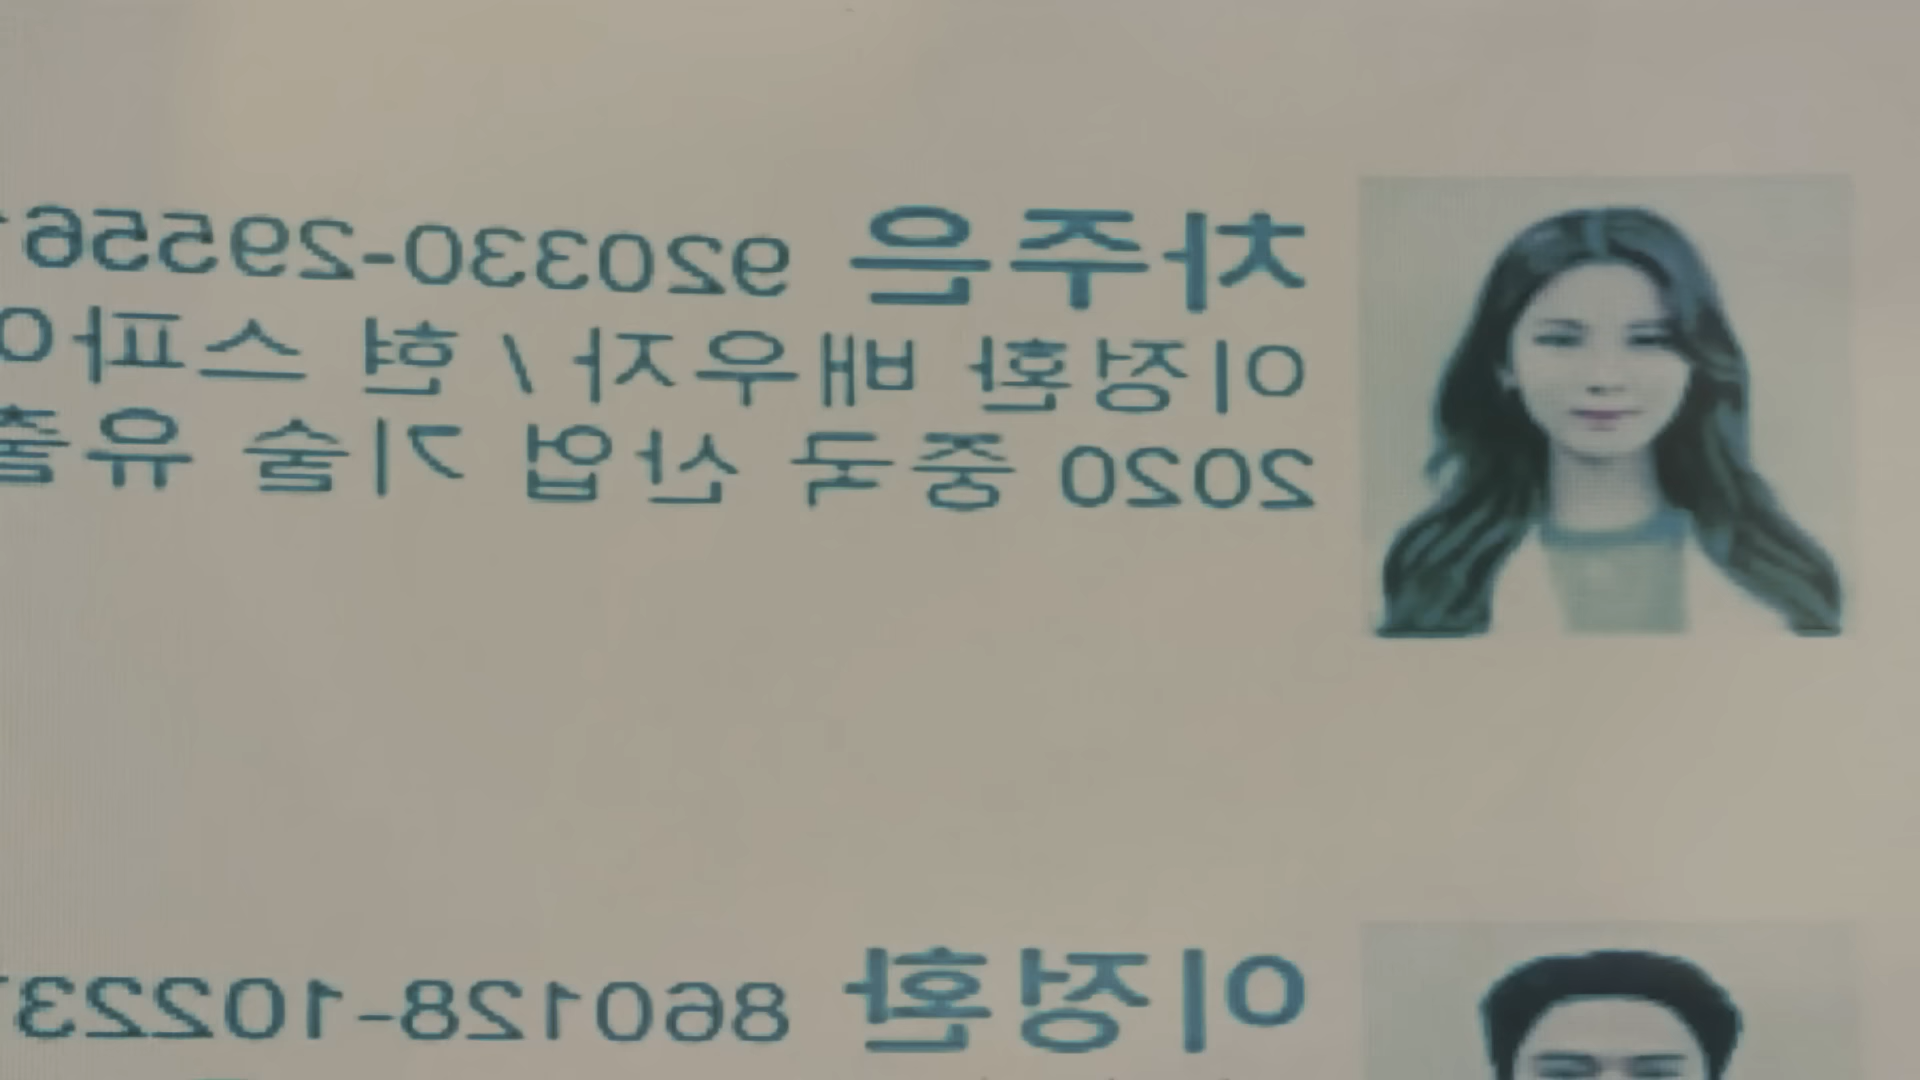 차주은 920330-29556
이정환 배우자 / 현 스파이
2020 중국 산업 기술 유출
이정환 860128-10223